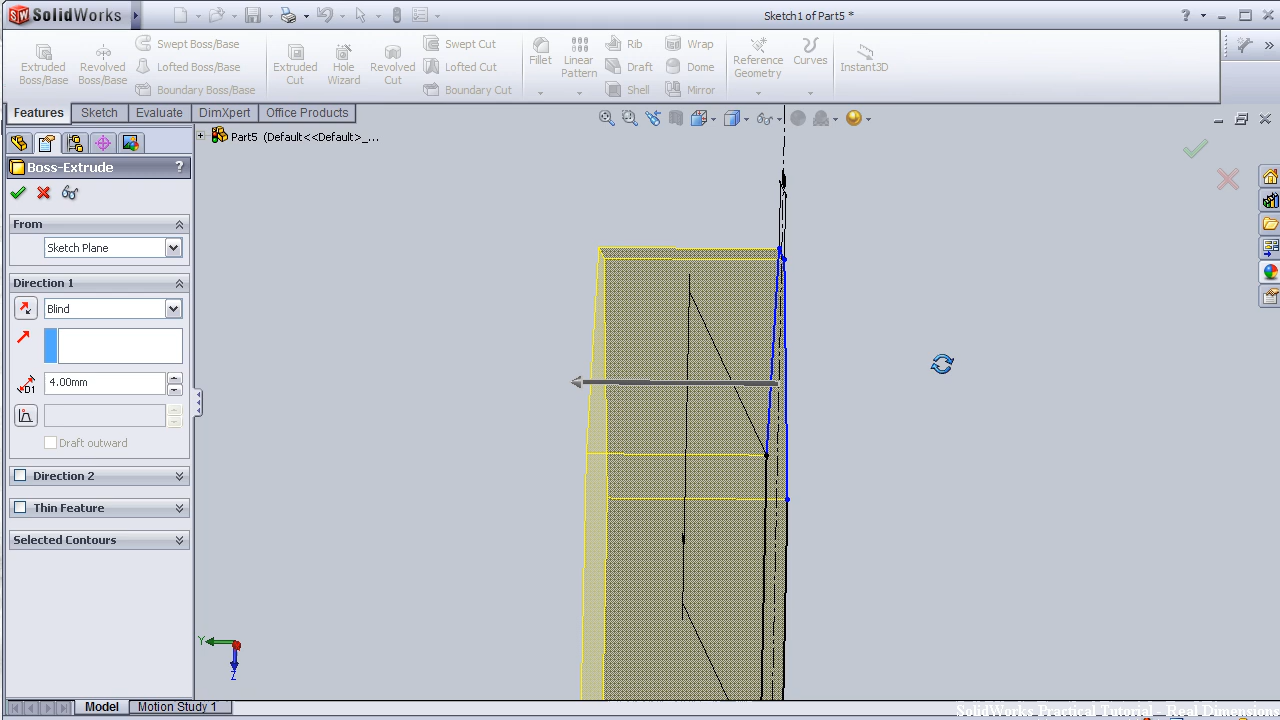 SolidWorks
Sketch1 of Part5 *
?
Extruded Boss/Base
Revolved Boss/Base
Swept Boss/Base
Lofted Boss/Base
Boundary Boss/Base
Extruded Cut
Hole Wizard
Revolved Cut
Swept Cut
Lofted Cut
Boundary Cut
Fillet
Linear Pattern
Rib
Draft
Shell
Wrap
Dome
Mirror
Reference Geometry
Curves
Instant3D
Features
Sketch
Evaluate
DimXpert
Office Products
Part5 (Default<<Default>_...
Boss-Extrude
?
From
Sketch Plane
Direction 1
Blind
D1
4.00mm
Draft outward
Direction 2
Thin Feature
Selected Contours
Y
Z
Model
Motion Study 1
SolidWorks Practical Tutorial - Real Dimensions